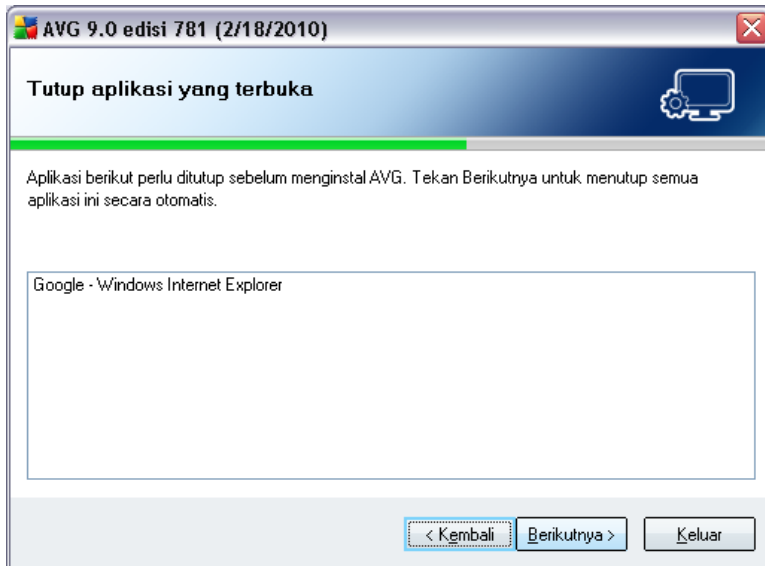 AVG 9.0 edisi 781 (2/18/2010)
Tutup aplikasi yang terbuka
Aplikasi berikut perlu ditutup sebelum menginstal AVG. Tekan Berikutnya untuk menutup semua
aplikasi ini secara otomatis.
Google - Windows Internet Explorer
< Kembali Berikutnya > Keluar